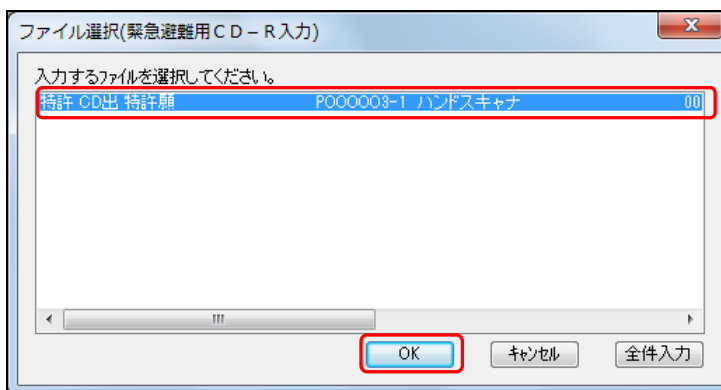 ファイル選択(緊急避難用CD-R入力)
入力するファイルを選択してください。
特許 CD出 特許願 P000003-1 ハンドスキャナ 00
OK キャンセル 全件入力